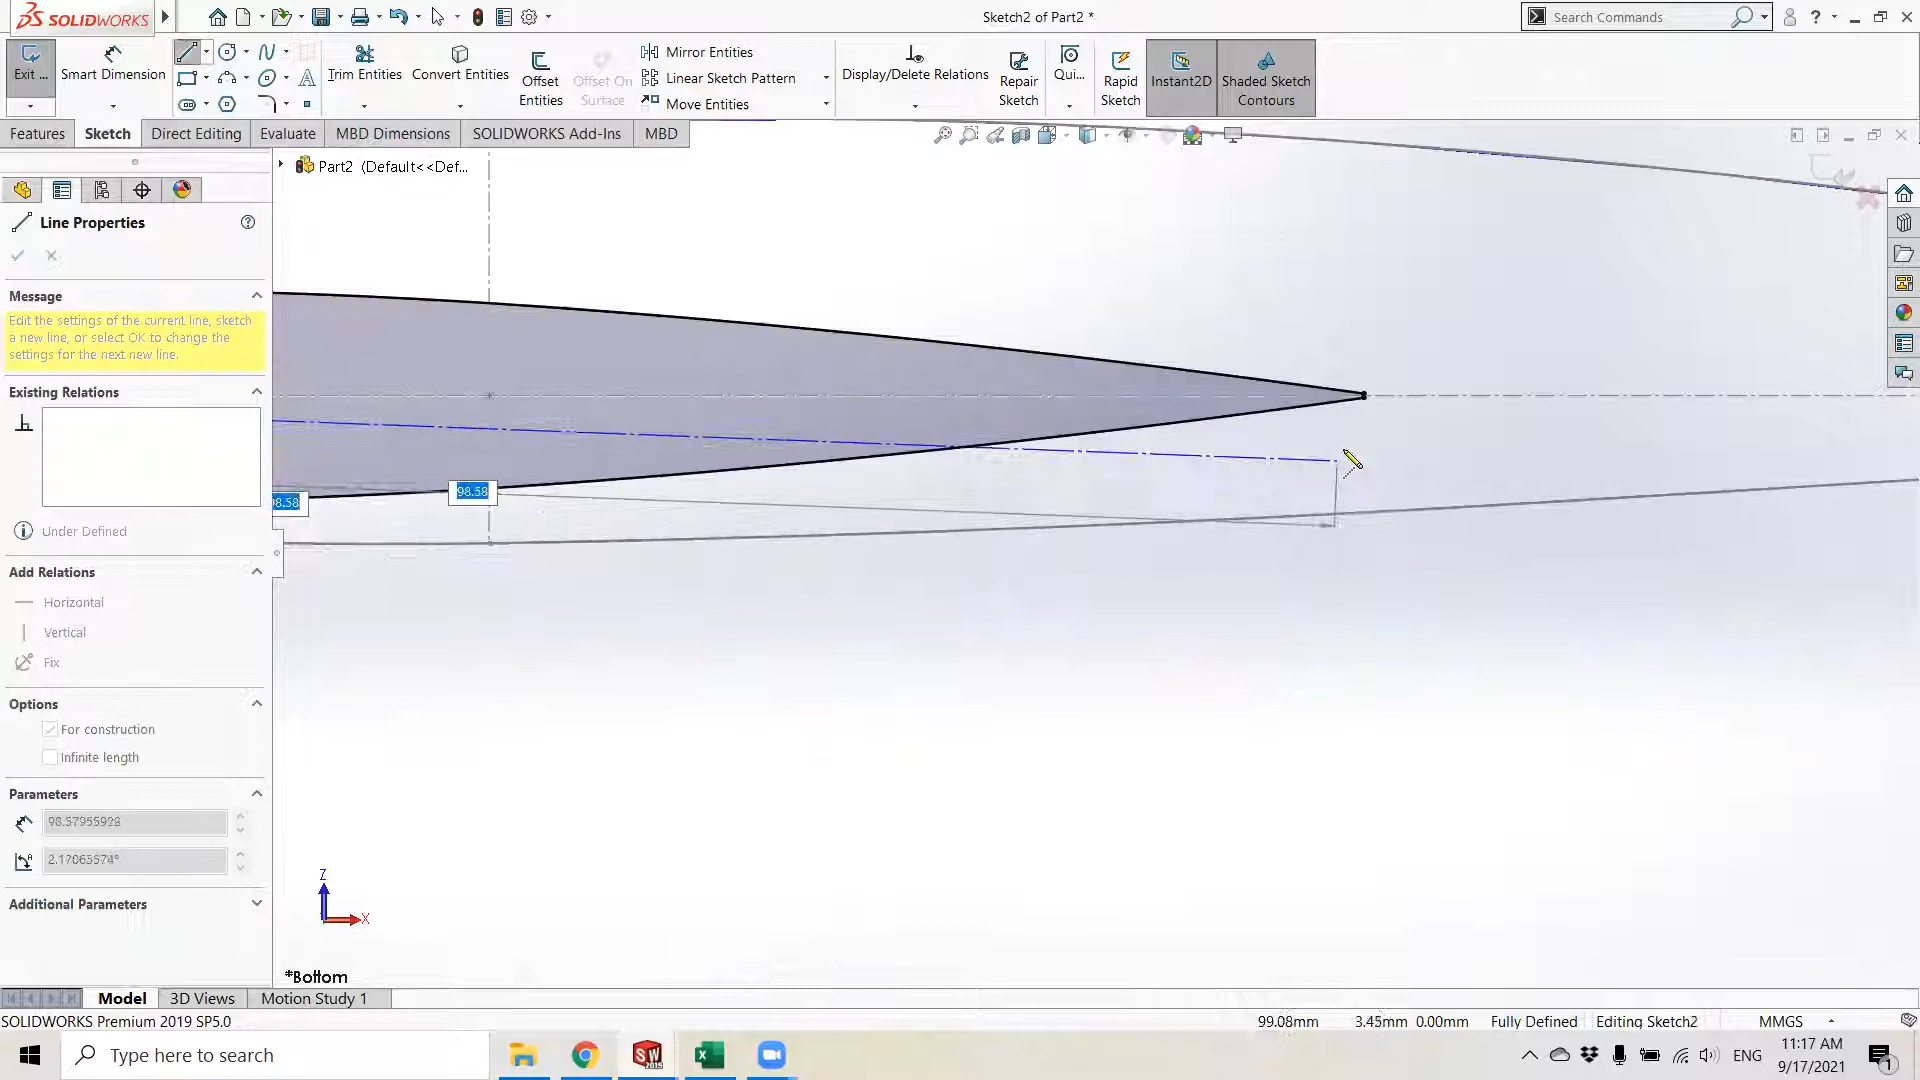 SOLIDWORKS
Sketch2 of Part2 *
Search Commands
Exit ...
Smart Dimension
Trim Entities
Convert Entities
Offset Entities
Offset On Surface
Mirror Entities
Linear Sketch Pattern
Move Entities
Display/Delete Relations
Repair Sketch
Qui...
Rapid Sketch
Instant2D
Shaded Sketch Contours
Features
Sketch
Direct Editing
Evaluate
MBD Dimensions
SOLIDWORKS Add-Ins
MBD
Part2 (Default<<Def...
Line Properties
Message
Edit the settings of the current line, sketch
a new line, or select OK to change the
settings for the next new line.
Existing Relations
98.58
8.58
Under Defined
Add Relations
Horizontal
Vertical
Fix
Options
For construction
Infinite length
Parameters
98.57955928
2.17065574°
Additional Parameters
Z
X
*Bottom
Model
3D Views
Motion Study 1
SOLIDWORKS Premium 2019 SP5.0
99.08mm
3.45mm
0.00mm
Fully Defined
Editing Sketch2
MMGS
Type here to search
SW
2019
ENG
11:17 AM
9/17/2021
1